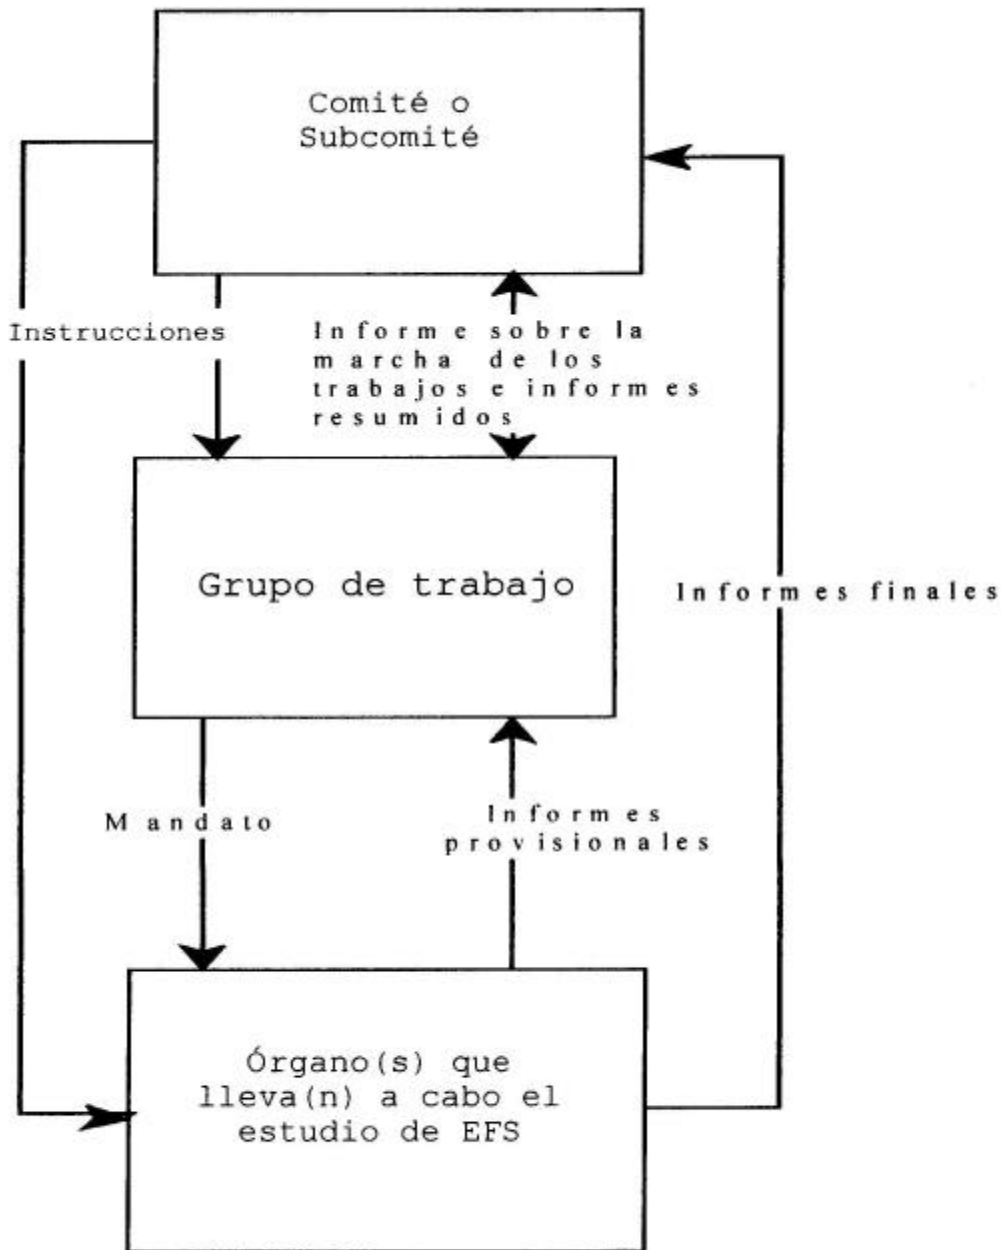 Comité o
Subcomité
Instrucciones
Informe sobre la
marcha de los
trabajos e informes
resumidos
Grupo de trabajo
Informes finales
Mandato
Informes
provisionales
Órgano(s) que
lleva(n) a cabo el
estudio de EFS